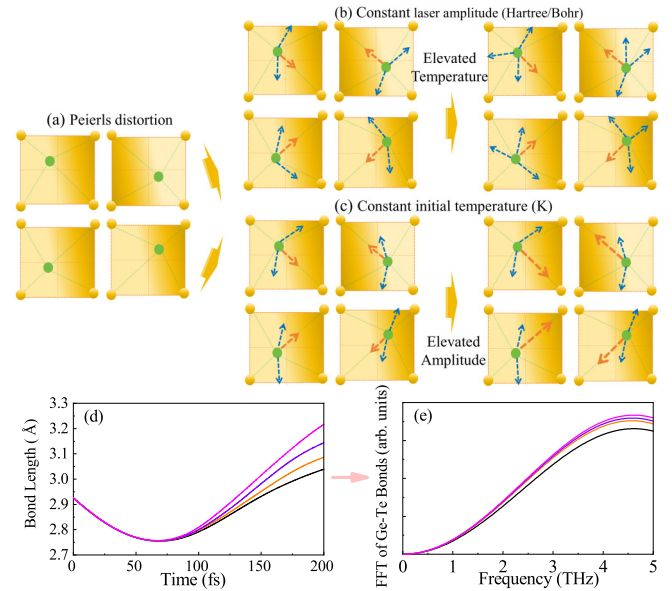 (b) Constant laser amplitude (Hartree/Bohr)
Elevated
Temperature
(a) Peierls distortion
(c) Constant initial temperature (K)
Elevated
Amplitude
(d)
3.3
3.2
3.1
3.0
2.9
2.8
2.7
Bond Length ( Å)
0 50 100 150 200
Time (fs)
(e)
FFT of Ge-Te Bonds (arb. units)
0 1 2 3 4 5
Frequency (THz)